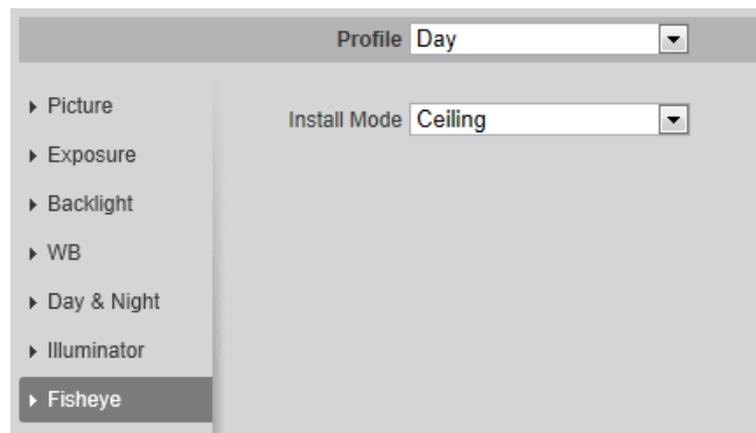 Profile Day
Picture
Install Mode Ceiling
Exposure
Backlight
WB
Day & Night
Illuminator
Fisheye